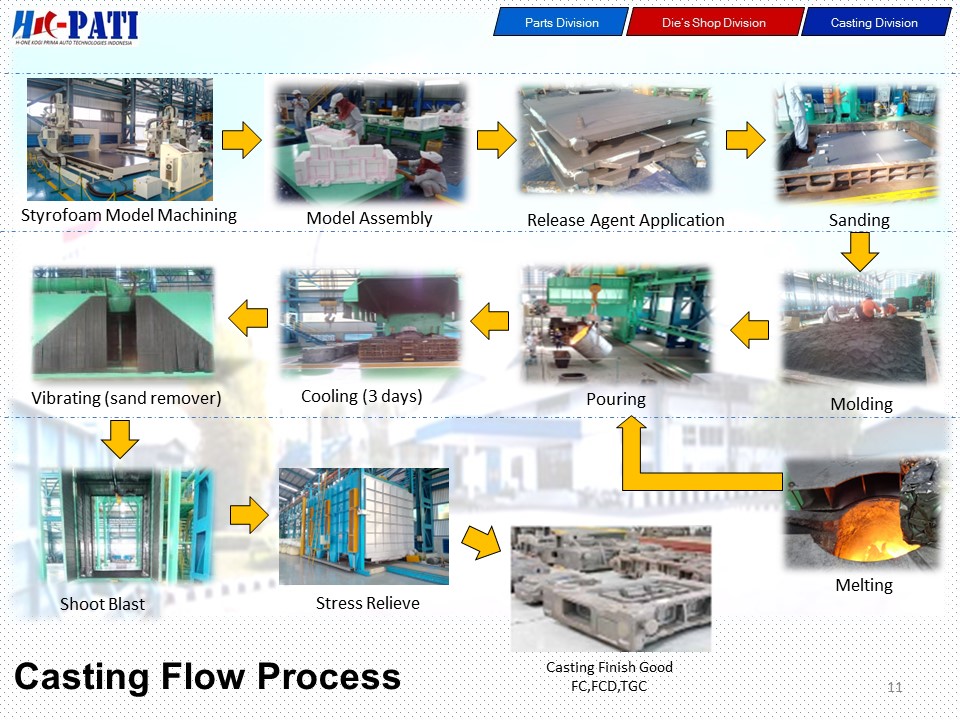 H1C-PATI
H-ONE KOGI PRIMA AUTO TECHNOLOGIES INDONESIA
Parts Division
Die's Shop Division
Casting Division
Styrofoam Model Machining
Model Assembly
Release Agent Application
Sanding
Vibrating (sand remover)
Cooling (3 days)
Pouring
Molding
Shoot Blast
Stress Relieve
Melting
Casting Finish Good
FC,FCD,TGC
Casting Flow Process
11